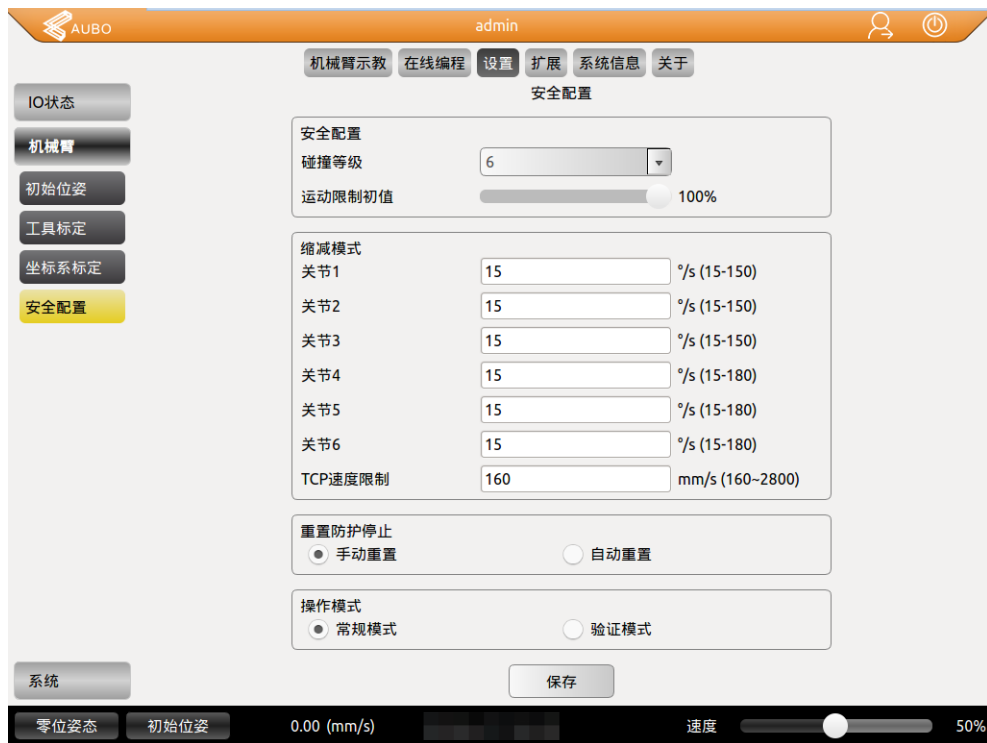 AUBO admin
机械臂示教 在线编程 设置 扩展 系统信息 关于
安全配置
IO状态
机械臂
初始位姿
工具标定
坐标系标定
安全配置
安全配置
碰撞等级 6
运动限制初值 100%
缩减模式
关节1 15 °/s (15-150)
关节2 15 °/s (15-150)
关节3 15 °/s (15-150)
关节4 15 °/s (15-180)
关节5 15 °/s (15-180)
关节6 15 °/s (15-180)
TCP速度限制 160 mm/s (160~2800)
重置防护停止
手动重置 自动重置
操作模式
常规模式 验证模式
系统 保存
零位姿态 初始位姿 0.00 (mm/s) 速度 50%